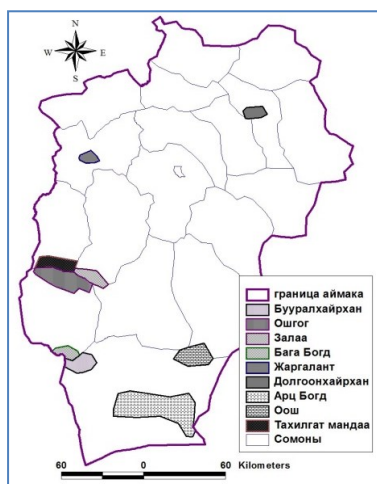 N
W E
S
граница аймака
Бууралхайрхан
Ошгог
Залаа
Бага Богд
Жаргалант
Долгоонхайрхан
Арц Богд
Оош
Тахилгат мандаа
Сомоны
60 0 60 Kilometers